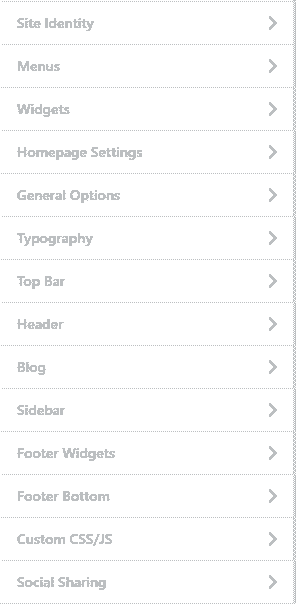 Site Identity
Menus
Widgets
Homepage Settings
General Options
Typography
Top Bar
Header
Blog
Sidebar
Footer Widgets
Footer Bottom
Custom CSS/JS
Social Sharing